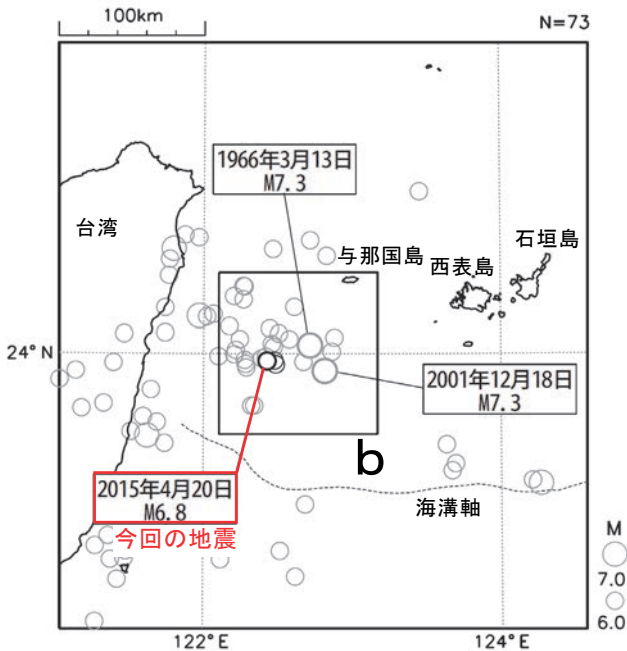 100km
N=73
1966年3月13日
M7.3
台湾
与那国島
西表島
石垣島
24°N
2001年12月18日
M7.3
b
2015年4月20日
M6.8
今回の地震
海溝軸
M
7.0
6.0
122°E
124°E